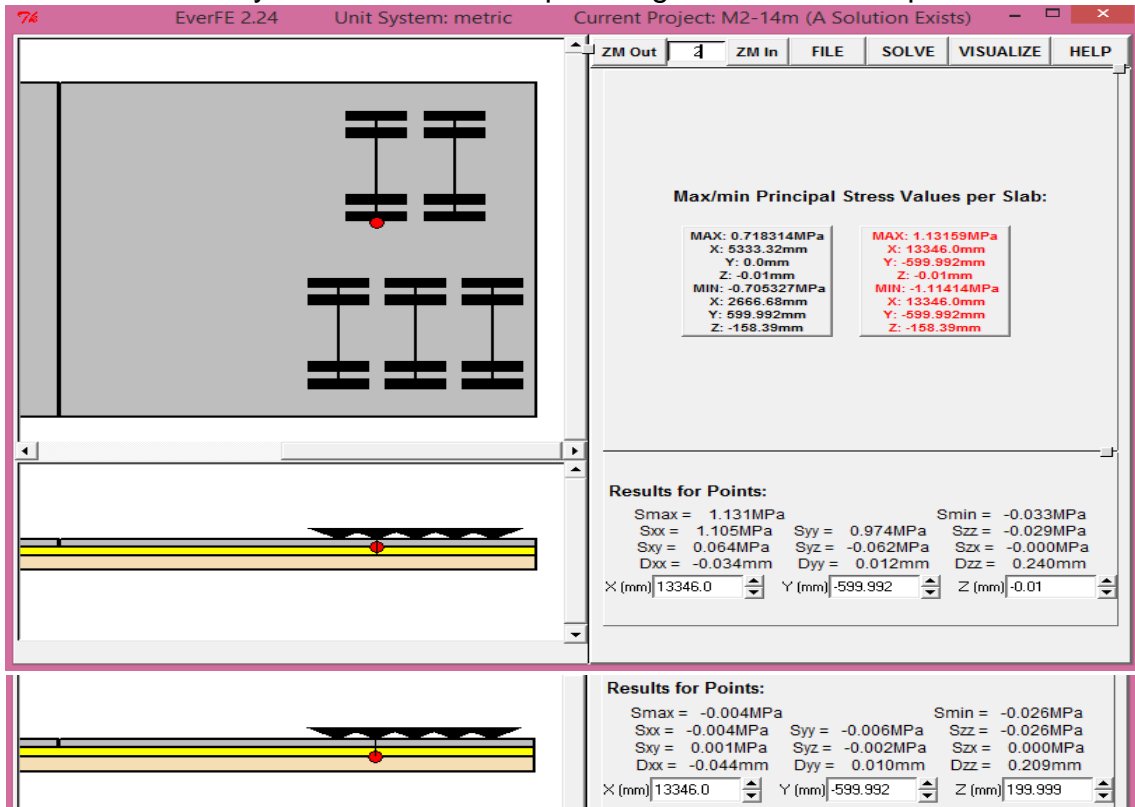 EverFE 2.24 Unit System: metric Current Project: M2-14m (A Solution Exists)
ZM Out 2 ZM In FILE SOLVE VISUALIZE HELP
Max/min Principal Stress Values per Slab:
MAX: 0.718314MPa
X: 5333.32mm
Y: 0.0mm
Z: -0.01mm
MIN: -0.705327MPa
X: 2666.68mm
Y: 599.992mm
Z: -158.39mm
MAX: 1.13159MPa
X: 13346.0mm
Y: -599.992mm
Z: -0.01mm
MIN: -1.11414MPa
X: 13346.0mm
Y: -599.992mm
Z: -158.39mm
Results for Points:
Smax = 1.131MPa Smin = -0.033MPa
Sxx = 1.105MPa Syy = 0.974MPa Szz = -0.029MPa
Sxy = 0.064MPa Syz = -0.062MPa Szx = -0.000MPa
Dxx = -0.034mm Dyy = 0.012mm Dzz = 0.240mm
X (mm) 13346.0 Y (mm) -599.992 Z (mm) -0.01
Results for Points:
Smax = -0.004MPa Smin = -0.026MPa
Sxx = -0.004MPa Syy = -0.006MPa Szz = -0.026MPa
Sxy = 0.001MPa Syz = -0.002MPa Szx = 0.000MPa
Dxx = -0.044mm Dyy = 0.010mm Dzz = 0.209mm
X (mm) 13346.0 Y (mm) -599.992 Z (mm) 199.999